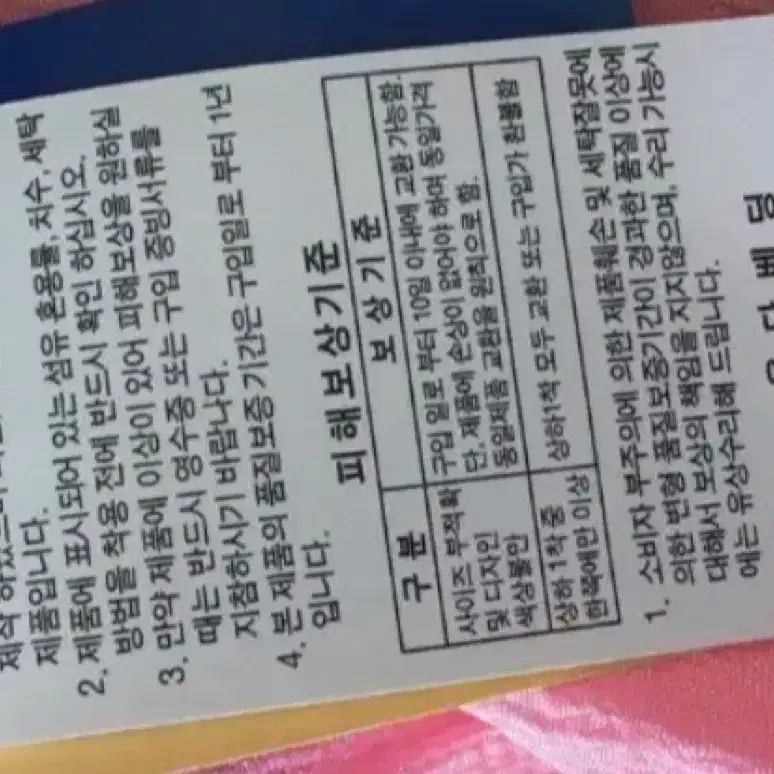 제품입니다.
2. 제품에 표시되어 있는 섬유 혼용률, 치수, 세탁
방법을 착용 전에 반드시 확인 하십시오.
3. 만약 제품에 이상이 있어 피해보상을 원하실
때는 반드시 영수증 또는 구입 증빙서류를
지참하시기 바랍니다.
4. 본 제품의 품질보증 기간은 구입일로 부터 1년
입니다.
피해보상기준
구 분 보 상 기 준
사이즈 부적화 구입 일로 부터 10일 이내에 교환 가능함.
및 디자인 단, 제품에 손상이 없어야 하며 동일가격
색상불만 동일제품 교환을 원칙으로 함.
상하 1착 중 상하1착 모두 교환 또는 구입가 환불함
한쪽에만 이상
1. 소비자 부주의에 의한 제품훼손 및 세탁잘못에
의한 변형 품질보증기간이 경과한 품질 이상에
대해서 보상의 책임을 지지않으며, 수리 가능시
에는 유상수리해 드립니다.